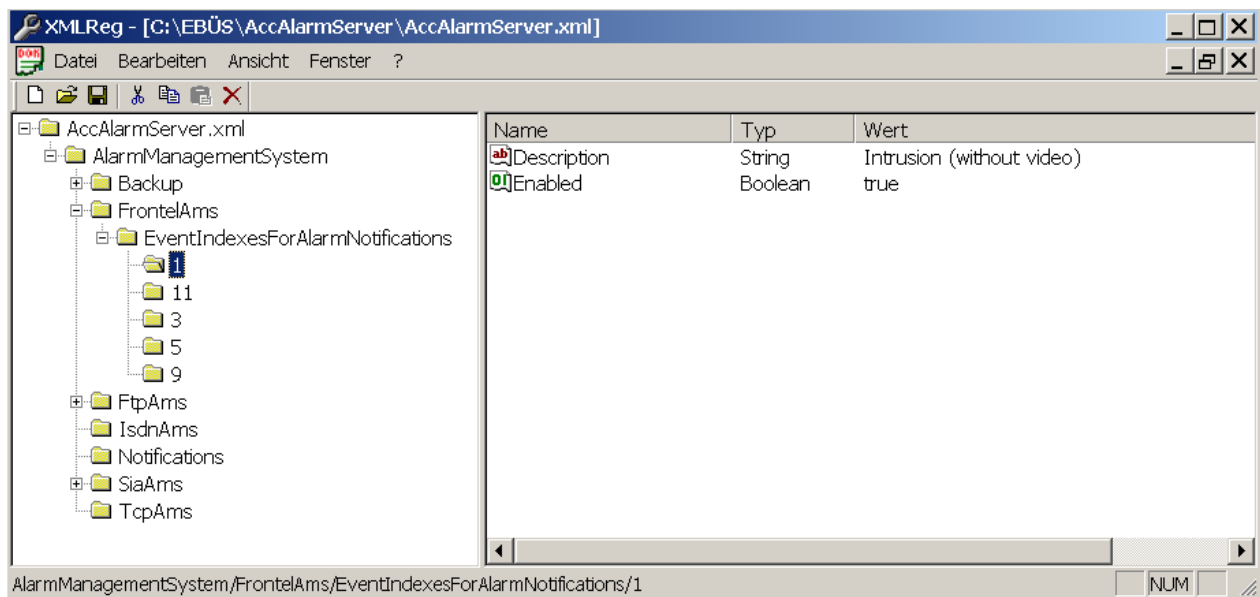 XMLReg - [C:\EBÜS\AccAlarmServer\AccAlarmServer.xml]
Datei Bearbeiten Ansicht Fenster ?
AccAlarmServer.xml
AlarmManagementSystem
Backup
FrontelAms
EventIndexesForAlarmNotifications
1
11
3
5
9
FtpAms
IsdnAms
Notifications
SiaAms
TcpAms
Name Typ Wert
Description String Intrusion (without video)
Enabled Boolean true
AlarmManagementSystem/FrontelAms/EventIndexesForAlarmNotifications/1 NUM